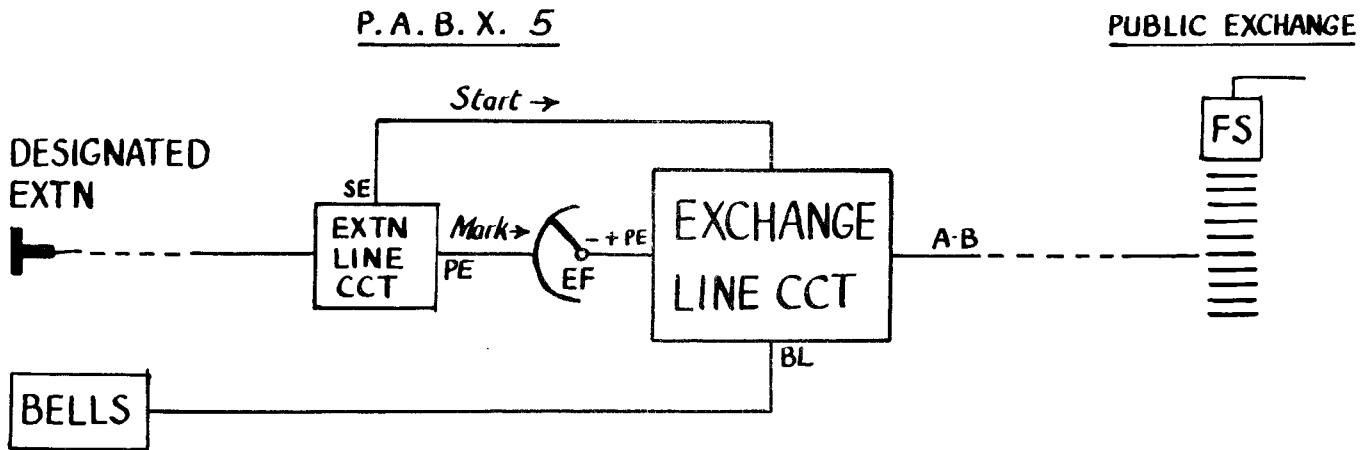 P.A.B.X. 5
PUBLIC EXCHANGE
Start →
FS
DESIGNATED
EXTN
SE
EXTN
LINE
CCT
Mark→
PE
EF
- + PE
EXCHANGE
LINE CCT
A-B
BL
BELLS